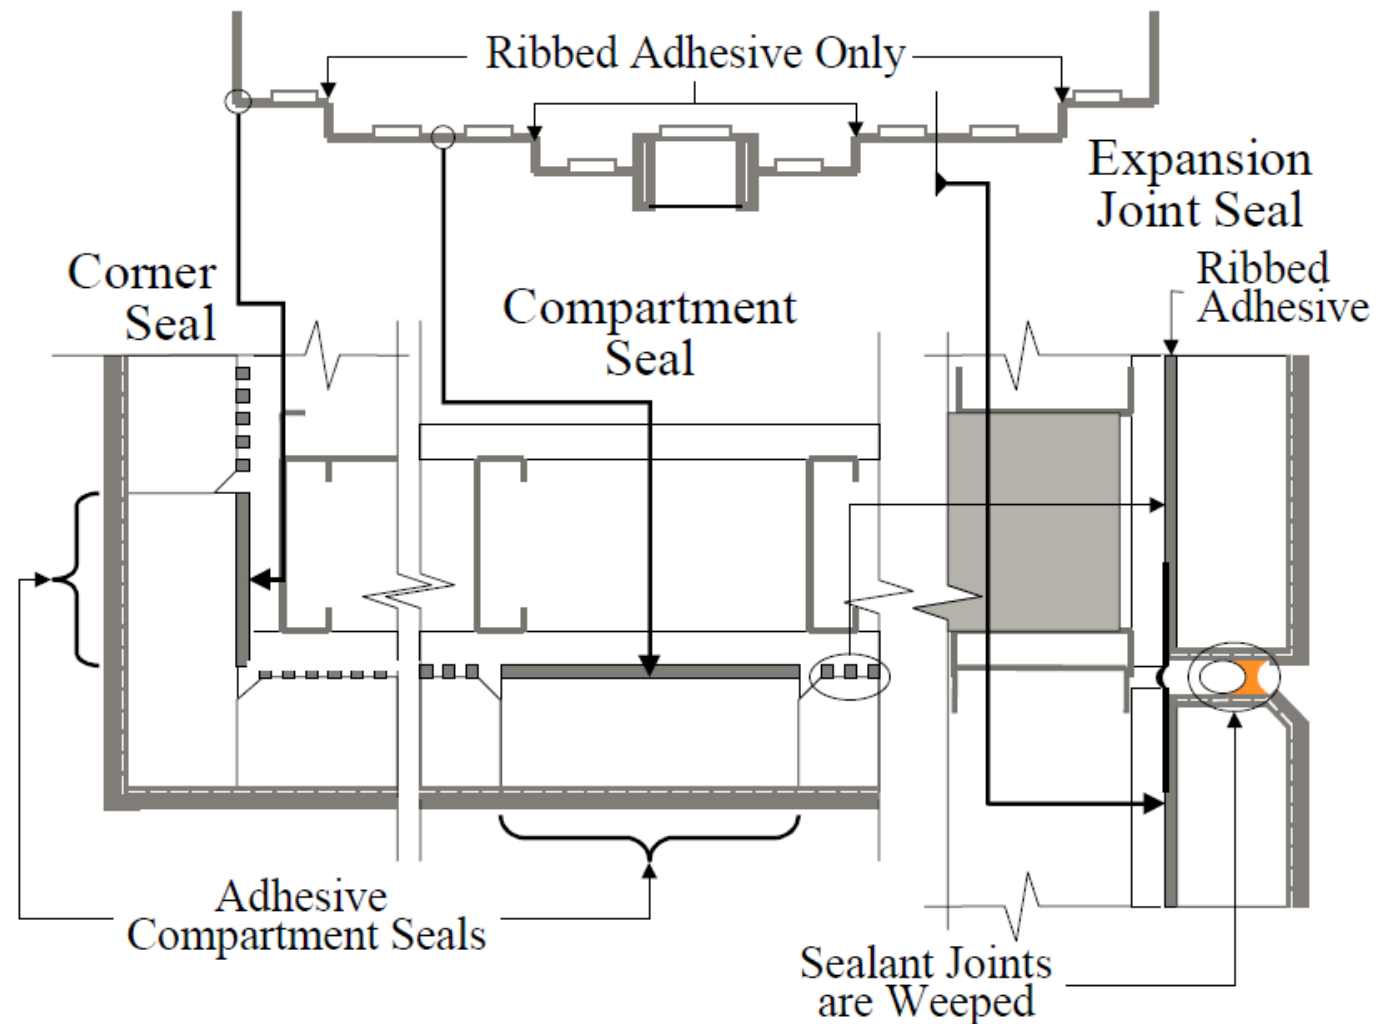 Ribbed Adhesive Only
Expansion
Joint Seal
Ribbed
Adhesive
Corner
Seal
Compartment
Seal
Adhesive
Compartment Seals
Sealant Joints
are Weeped